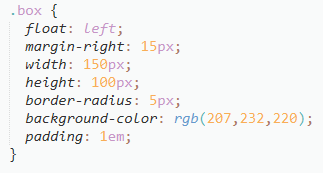 .box {
  float: left;
  margin-right: 15px;
  width: 150px;
  height: 100px;
  border-radius: 5px;
  background-color: rgb(207,232,220);
  padding: 1em;
}